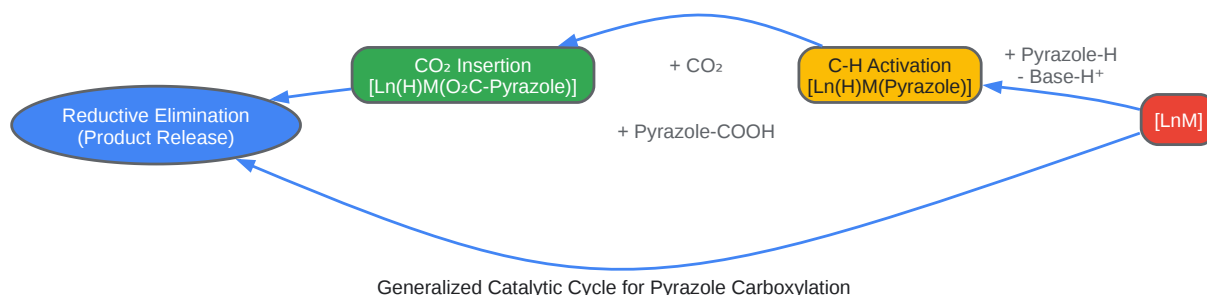 Reductive Elimination
(Product Release)
CO₂ Insertion
[Ln(H)M(O₂C-Pyrazole)]
+ CO₂
+ Pyrazole-COOH
C-H Activation
[Ln(H)M(Pyrazole)]
+ Pyrazole-H
- Base-H⁺
[LnM]
Generalized Catalytic Cycle for Pyrazole Carboxylation